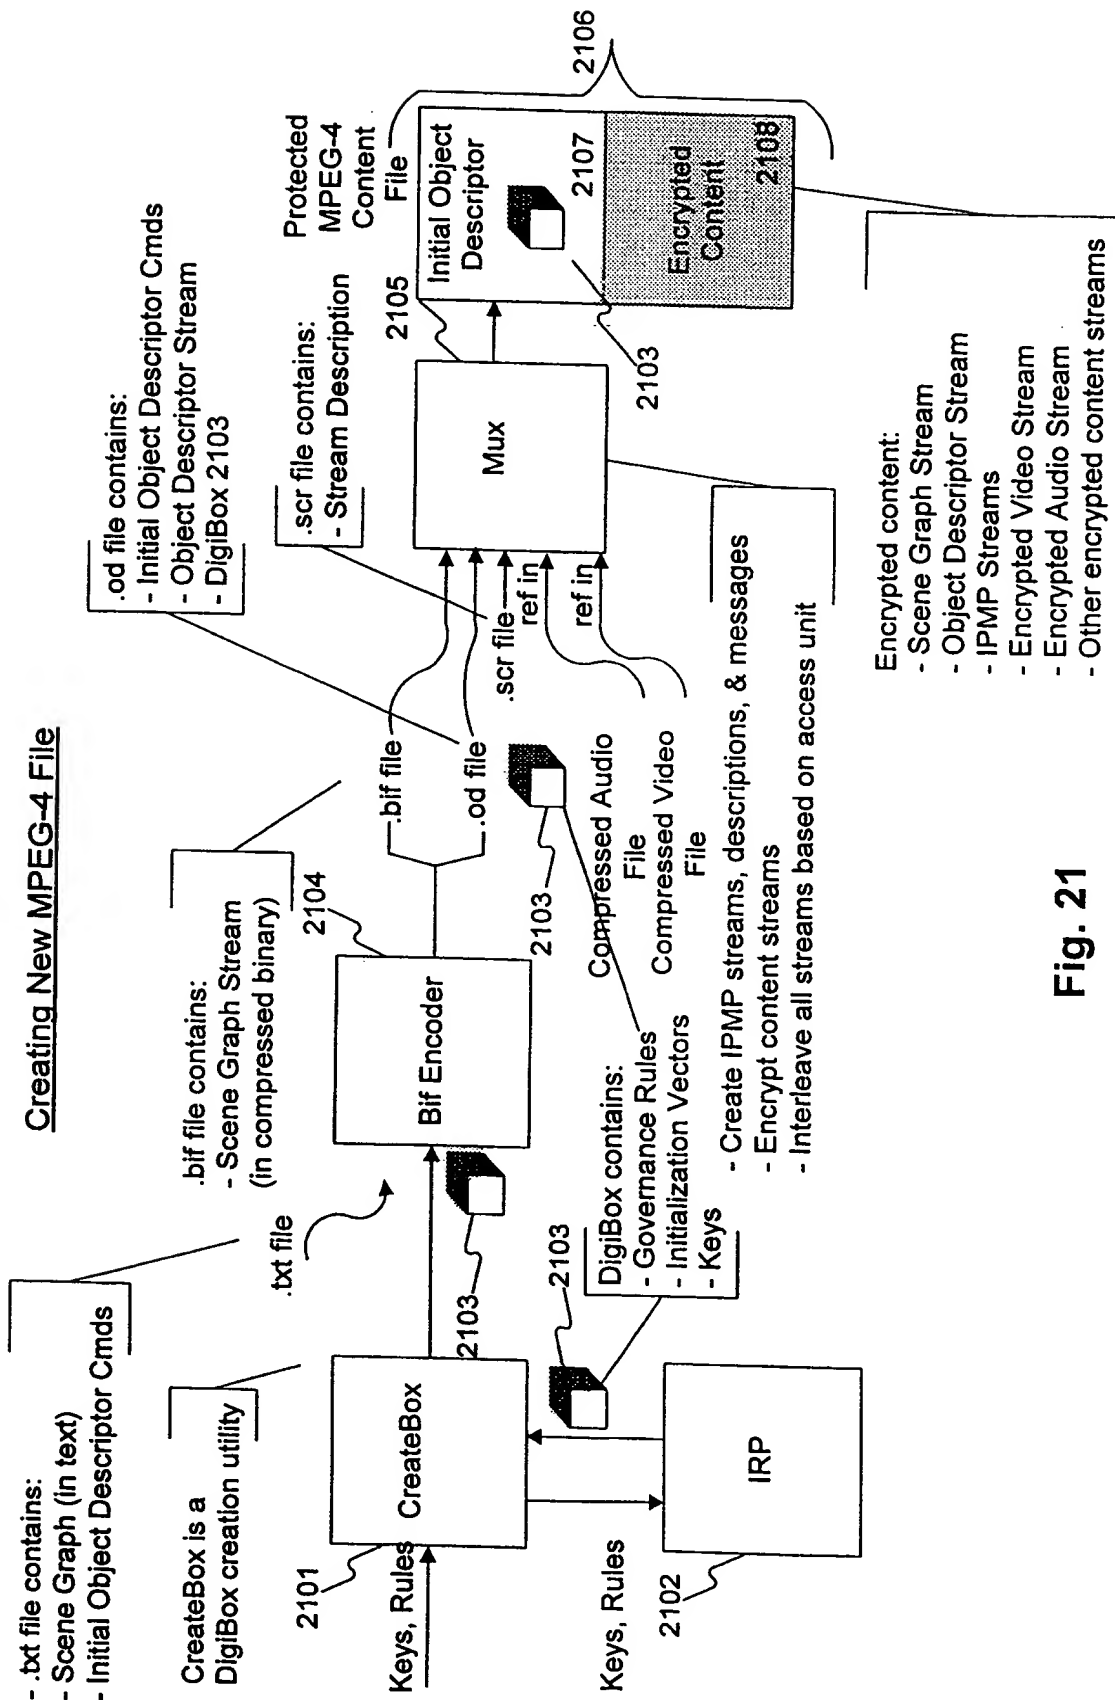 Creating New MPEG-4 File
- .txt file contains:
- Scene Graph (in text)
- Initial Object Descriptor Cmds
CreateBox is a
DigiBox creation utility
2101
Keys, Rules
CreateBox
Keys, Rules
2102
IRP
2103
.txt file
2103
.bif file contains:
- Scene Graph Stream
(in compressed binary)
2104
Bif Encoder
.bif file
.od file
2103
DigiBox contains:
- Governance Rules
- Initialization Vectors
- Keys
.od file contains:
- Initial Object Descriptor Cmds
- Object Descriptor Stream
- DigiBox 2103
.scr file contains:
- Stream Description
.scr file
ref in
ref in
Compressed Audio
File
Compressed Video
File
2105
Mux
- Create IPMP streams, descriptions, & messages
- Encrypt content streams
- Interleave all streams based on access unit
Protected
MPEG-4
Content
File
2106
Initial Object
Descriptor
2107
2103
Encrypted
Content
2108
Encrypted content:
- Scene Graph Stream
- Object Descriptor Stream
- IPMP Streams
- Encrypted Video Stream
- Encrypted Audio Stream
- Other encrypted content streams
Fig. 21